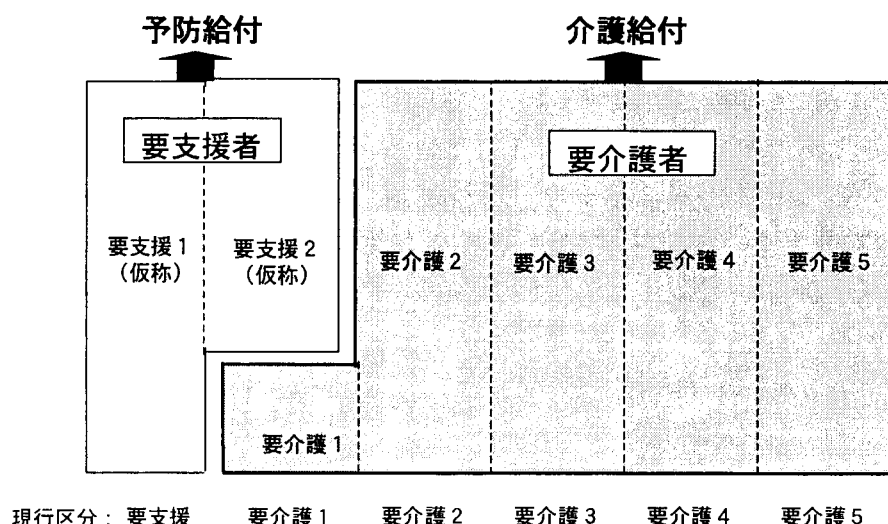 予防給付
介護給付
要支援者
要介護者
要支援1
(仮称)
要支援2
(仮称)
要介護2
要介護3
要介護4
要介護5
要介護1
現行区分：要支援 要介護1 要介護2 要介護3 要介護4 要介護5